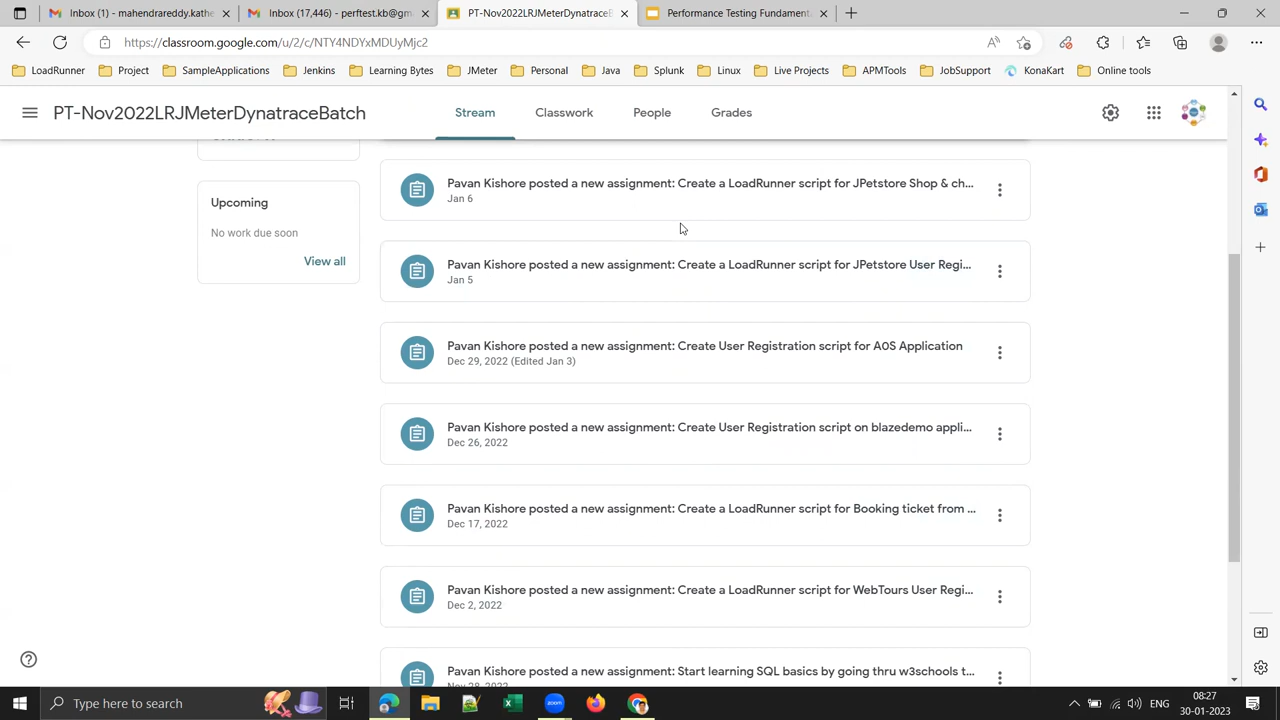 Inbox (1) - mahendrareddy.kathe
Inbox (17,446) - perftest.kb@gm
PT-Nov2022LRJMeterDynatraceB
Performance Testing Fundament
https://classroom.google.com/u/2/c/NTY4NDYxMDUyMjc2
LoadRunner
Project
SampleApplications
Jenkins
Learning Bytes
JMeter
Personal
Java
Splunk
Linux
Live Projects
APMTools
JobSupport
KonaKart
Online tools
PT-Nov2022LRJMeterDynatraceBatch
Stream
Classwork
People
Grades
Pavan Kishore posted a new assignment: Create a LoadRunner script for JPetstore Shop & ch...
Jan 6
Upcoming
No work due soon
View all
Pavan Kishore posted a new assignment: Create a LoadRunner script for JPetstore User Regi...
Jan 5
Pavan Kishore posted a new assignment: Create User Registration script for A0S Application
Dec 29, 2022 (Edited Jan 3)
Pavan Kishore posted a new assignment: Create User Registration script on blazedemo appli...
Dec 26, 2022
Pavan Kishore posted a new assignment: Create a LoadRunner script for Booking ticket from ...
Dec 17, 2022
Pavan Kishore posted a new assignment: Create a LoadRunner script for WebTours User Regi...
Dec 2, 2022
Pavan Kishore posted a new assignment: Start learning SQL basics by going thru w3schools t...
Nov 28, 2022
Type here to search
zoom
ENG
08:27
30-01-2023